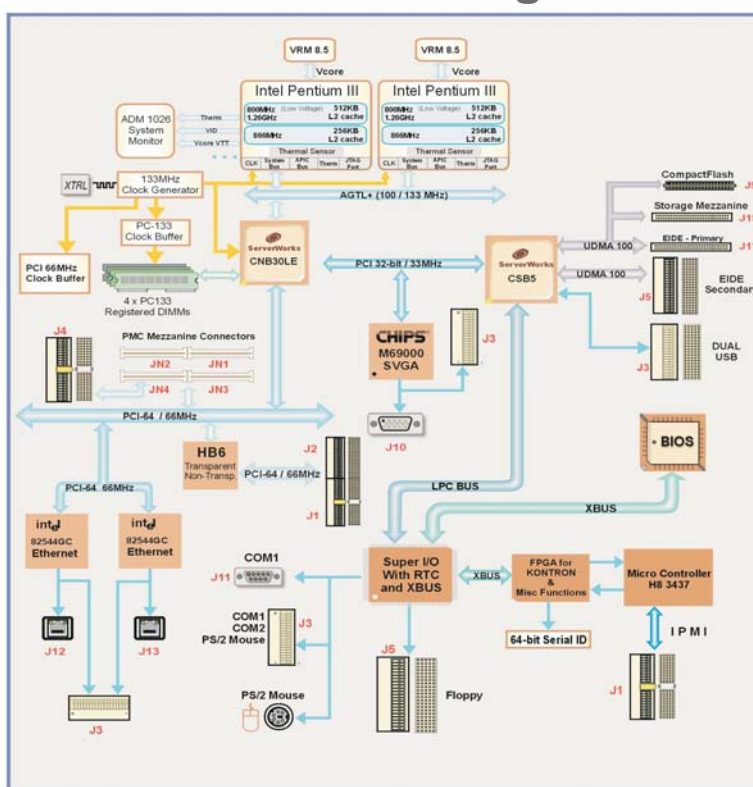 VRM 8.5
VRM 8.5
Vcore
Vcore
Intel Pentium III
800MHz (Low Voltage) 512KB
1.26GHz L2 cache
866MHz 256KB
L2 cache
Thermal Sensor
CLK System Bus APIC Bus Therm JTAG Port
Intel Pentium III
800MHz (Low Voltage) 512KB
1.26GHz L2 cache
866MHz 256KB
L2 cache
Thermal Sensor
CLK System Bus APIC Bus Therm JTAG Port
ADM 1026
System
Monitor
Therm
VID
Vcore VTT
XTAL
133MHz
Clock Generator
AGTL+ (100 / 133 MHz)
PC-133
Clock Buffer
PCI 66MHz
Clock Buffer
4 x PC133
Registered DIMMs
ServerWorks
CNB30LE
PCI 32-bit / 33MHz
ServerWorks
CSB5
CompactFlash
Storage Mezzanine
EIDE - Primary
UDMA 100
UDMA 100
J5
EIDE
J3
DUAL
USB
CHIPS
M69000
SVGA
J3
J10
J4
PMC Mezzanine Connectors
JN2
JN1
JN4
JN3
PCI-64 / 66MHz
HB6
Transparent
Non-Transp.
PCI-64 / 66MHz
J2
J1
PCI-64 66MHz
intel
82544GC
Ethernet
intel
82544GC
Ethernet
J12
J13
J3
LPC BUS
XBUS
BIOS
COM1
J11
Super I/O
With RTC
and XBUS
XBUS
FPGA for
KONTRON
&
Misc Functions
Micro Controller
H8 3437
64-bit Serial ID
IPMI
J1
COM1
COM2
PS/2 Mouse
J3
J5
Floppy
PS/2 Mouse